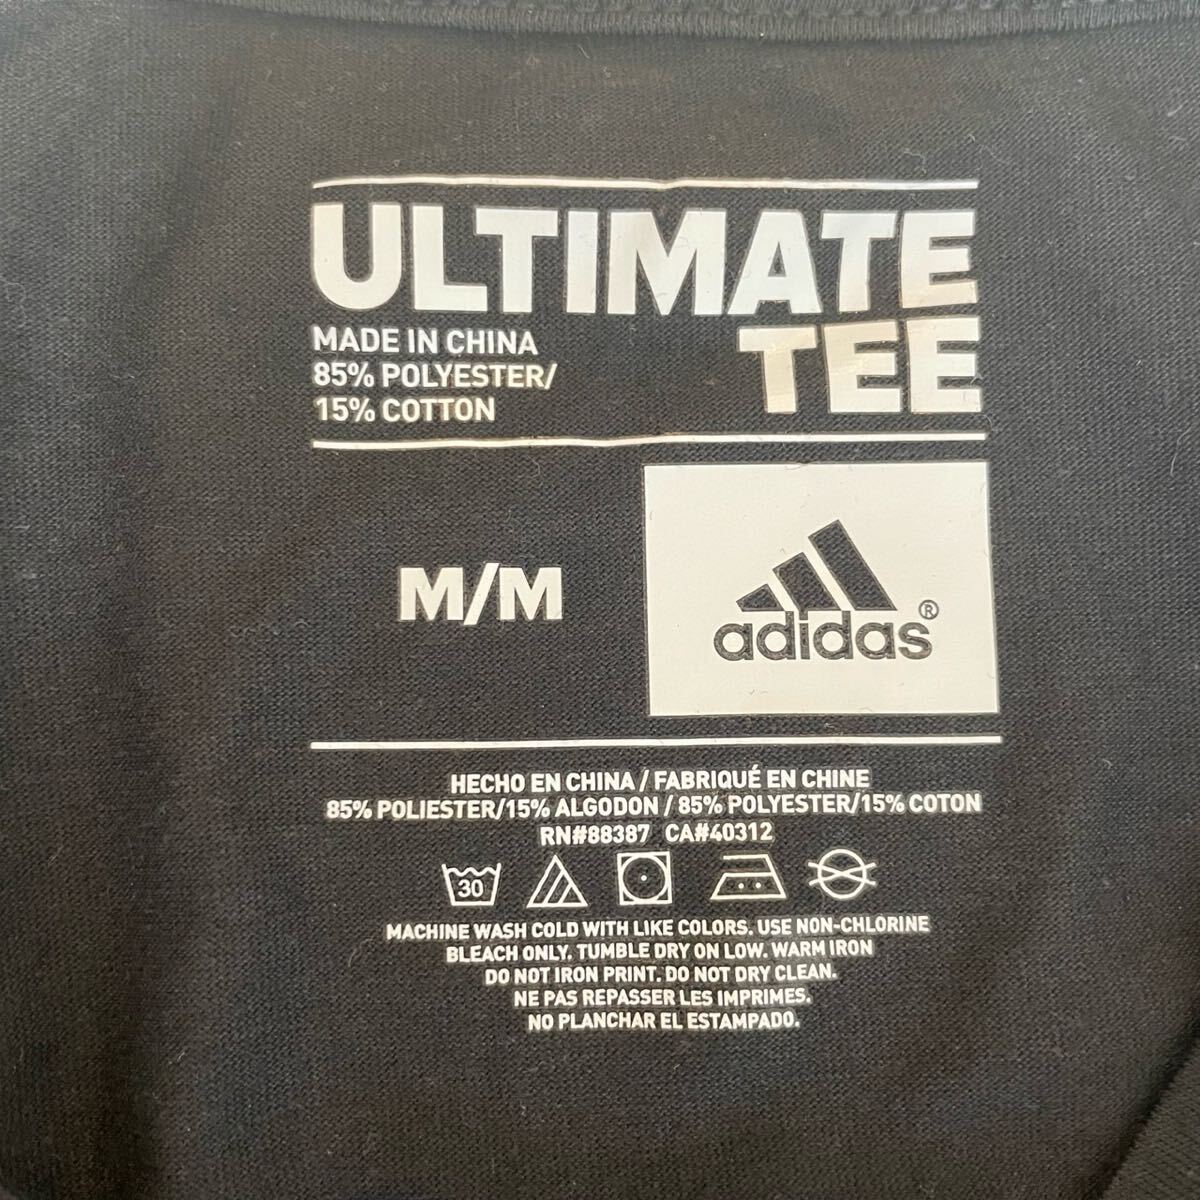 ULTIMATE
TEE
MADE IN CHINA
85% POLYESTER/
15% COTTON
M/M
adidas®
HECHO EN CHINA / FABRIQUÉ EN CHINE
85% POLIESTER/15% ALGODON / 85% POLYESTER/15% COTON
RN#88387 CA#40312
30
MACHINE WASH COLD WITH LIKE COLORS. USE NON-CHLORINE
BLEACH ONLY. TUMBLE DRY ON LOW. WARM IRON
DO NOT IRON PRINT. DO NOT DRY CLEAN.
NE PAS REPASSER LES IMPRIMES.
NO PLANCHAR EL ESTAMPADO.